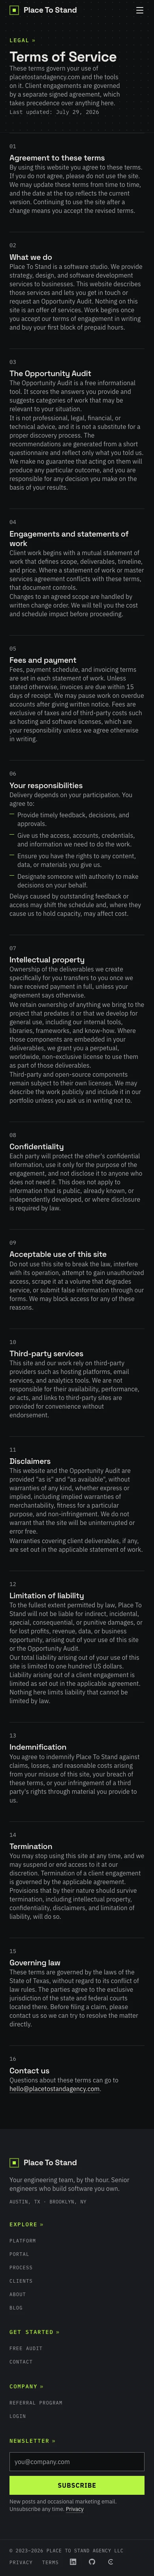 Place To Stand
LEGAL »
Terms of Service
These terms govern your use of
placetostandagency.com and the tools
on it. Client engagements are governed
by a separate signed agreement, which
takes precedence over anything here.
Last updated: July 29, 2026
01
Agreement to these terms
By using this website you agree to these terms.
If you do not agree, please do not use the site.
We may update these terms from time to time,
and the date at the top reflects the current
version. Continuing to use the site after a
change means you accept the revised terms.
02
What we do
Place To Stand is a software studio. We provide
strategy, design, and software development
services to businesses. This website describes
those services and lets you get in touch or
request an Opportunity Audit. Nothing on this
site is an offer of services. Work begins once
you accept our terms of engagement in writing
and buy your first block of prepaid hours.
03
The Opportunity Audit
The Opportunity Audit is a free informational
tool. It scores the answers you provide and
suggests categories of work that may be
relevant to your situation.
It is not professional, legal, financial, or
technical advice, and it is not a substitute for a
proper discovery process. The
recommendations are generated from a short
questionnaire and reflect only what you told us.
We make no guarantee that acting on them will
produce a particular outcome, and you are
responsible for any decision you make on the
basis of your results.
04
Engagements and statements of
work
Client work begins with a mutual statement of
work that defines scope, deliverables, timeline,
and price. Where a statement of work or master
services agreement conflicts with these terms,
that document controls.
Changes to an agreed scope are handled by
written change order. We will tell you the cost
and schedule impact before proceeding.
05
Fees and payment
Fees, payment schedule, and invoicing terms
are set in each statement of work. Unless
stated otherwise, invoices are due within 15
days of receipt. We may pause work on overdue
accounts after giving written notice. Fees are
exclusive of taxes and of third-party costs such
as hosting and software licenses, which are
your responsibility unless we agree otherwise
in writing.
06
Your responsibilities
Delivery depends on your participation. You
agree to:
— Provide timely feedback, decisions, and
approvals.
— Give us the access, accounts, credentials,
and information we need to do the work.
— Ensure you have the rights to any content,
data, or materials you give us.
— Designate someone with authority to make
decisions on your behalf.
Delays caused by outstanding feedback or
access may shift the schedule and, where they
cause us to hold capacity, may affect cost.
07
Intellectual property
Ownership of the deliverables we create
specifically for you transfers to you once we
have received payment in full, unless your
agreement says otherwise.
We retain ownership of anything we bring to the
project that predates it or that we develop for
general use, including our internal tools,
libraries, frameworks, and know-how. Where
those components are embedded in your
deliverables, we grant you a perpetual,
worldwide, non-exclusive license to use them
as part of those deliverables.
Third-party and open-source components
remain subject to their own licenses. We may
describe the work publicly and include it in our
portfolio unless you ask us in writing not to.
08
Confidentiality
Each party will protect the other's confidential
information, use it only for the purpose of the
engagement, and not disclose it to anyone who
does not need it. This does not apply to
information that is public, already known, or
independently developed, or where disclosure
is required by law.
09
Acceptable use of this site
Do not use this site to break the law, interfere
with its operation, attempt to gain unauthorized
access, scrape it at a volume that degrades
service, or submit false information through our
forms. We may block access for any of these
reasons.
10
Third-party services
This site and our work rely on third-party
providers such as hosting platforms, email
services, and analytics tools. We are not
responsible for the availability, performance,
or acts, and links to third-party sites are
provided for convenience without
endorsement.
11
Disclaimers
This website and the Opportunity Audit are
provided "as is" and "as available", without
warranties of any kind, whether express or
implied, including implied warranties of
merchantability, fitness for a particular
purpose, and non-infringement. We do not
warrant that the site will be uninterrupted or
error free.
Warranties covering client deliverables, if any,
are set out in the applicable statement of work.
12
Limitation of liability
To the fullest extent permitted by law, Place To
Stand will not be liable for indirect, incidental,
special, consequential, or punitive damages, or
for lost profits, revenue, data, or business
opportunity, arising out of your use of this site
or the Opportunity Audit.
Our total liability arising out of your use of this
site is limited to one hundred US dollars.
Liability arising out of a client engagement is
limited as set out in the applicable agreement.
Nothing here limits liability that cannot be
limited by law.
13
Indemnification
You agree to indemnify Place To Stand against
claims, losses, and reasonable costs arising
from your misuse of this site, your breach of
these terms, or your infringement of a third
party's rights through material you provide to
us.
14
Termination
You may stop using this site at any time, and we
may suspend or end access to it at our
discretion. Termination of a client engagement
is governed by the applicable agreement.
Provisions that by their nature should survive
termination, including intellectual property,
confidentiality, disclaimers, and limitation of
liability, will do so.
15
Governing law
These terms are governed by the laws of the
State of Texas, without regard to its conflict of
law rules. The parties agree to the exclusive
jurisdiction of the state and federal courts
located there. Before filing a claim, please
contact us so we can try to resolve the matter
directly.
16
Contact us
Questions about these terms can go to
hello@placetostandagency.com.
Place To Stand
Your engineering team, by the hour. Senior
engineers who build software you own.
AUSTIN, TX · BROOKLYN, NY
EXPLORE »
PLATFORM
PORTAL
PROCESS
CLIENTS
ABOUT
BLOG
GET STARTED »
FREE AUDIT
CONTACT
COMPANY »
REFERRAL PROGRAM
LOGIN
NEWSLETTER »
you@company.com
SUBSCRIBE
New posts and occasional marketing email.
Unsubscribe any time. Privacy
© 2023–2026 PLACE TO STAND AGENCY LLC
PRIVACY TERMS